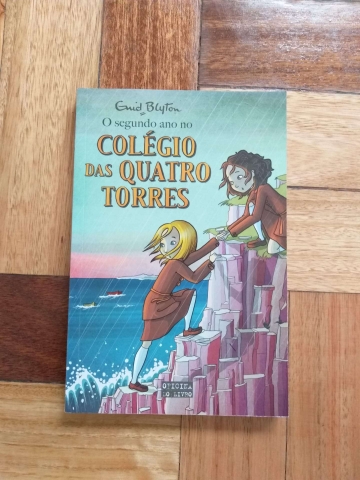 Enid Blyton
O segundo ano no
COLÉGIO
DAS QUATRO
TORRES
OFICINA
DO LIVRO